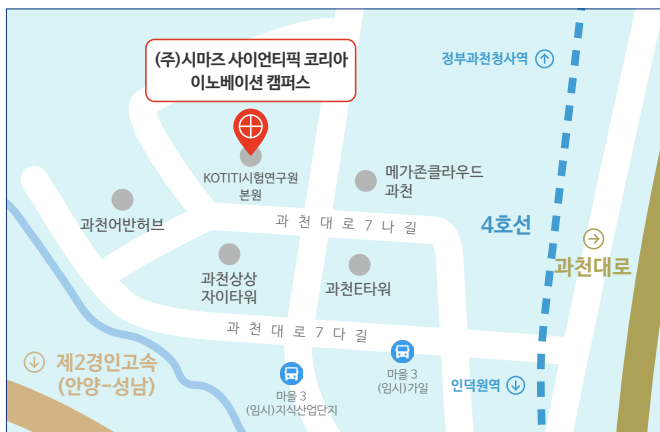 (주)시마즈 사이언티픽 코리아
이노베이션 캠퍼스
정부과천청사역
KOTITI시험연구원
본원
메가존클라우드
과천
과천어반허브
과천대로7나길
4호선
과천대로
과천상상
자이타워
과천E타워
과천대로7다길
제2경인고속
(안양-성남)
마을 3
(임시)지식산업단지
마을 3
(임시)가일
인덕원역